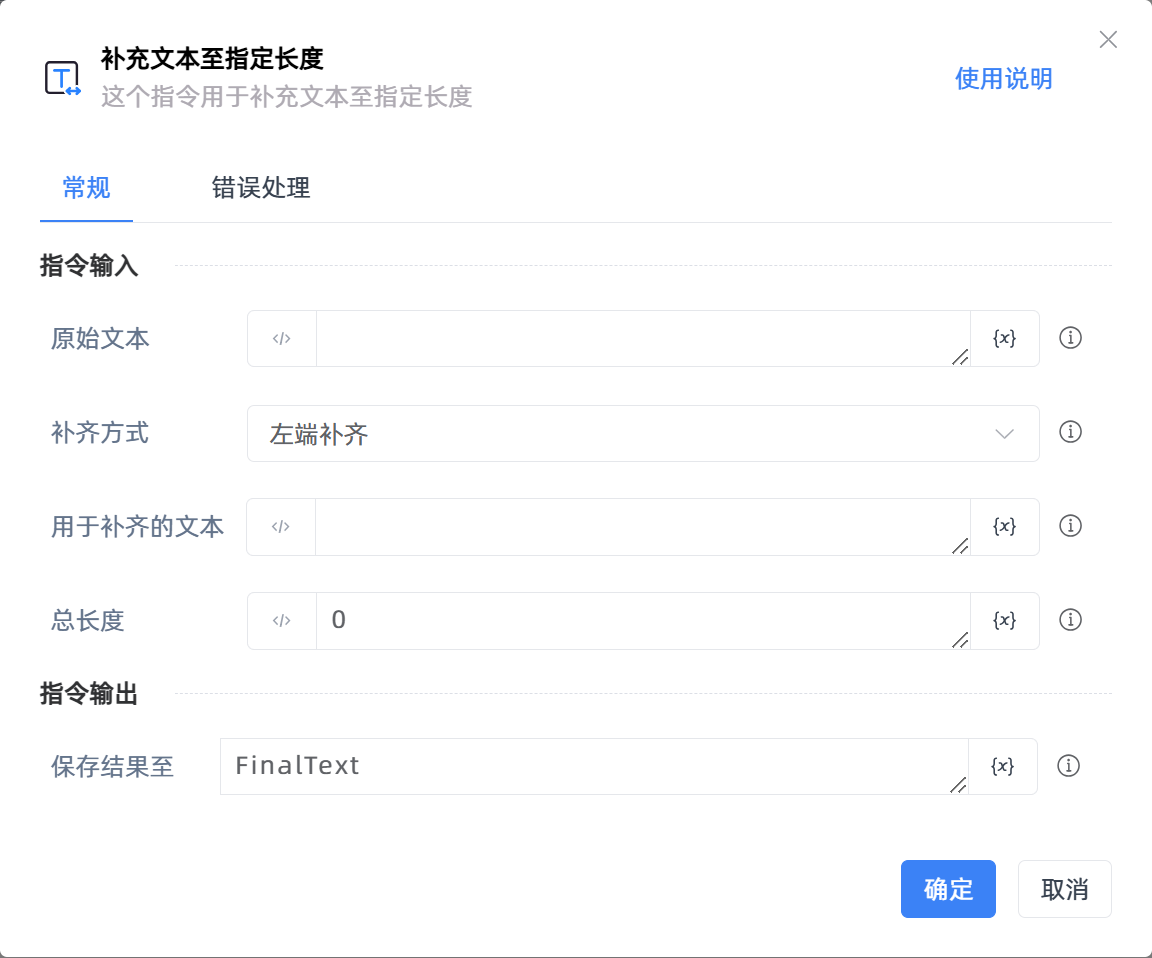 补充文本至指定长度
这个指令用于补充文本至指定长度
使用说明
常规 错误处理
指令输入
原始文本 </> {x}
补齐方式 左端补齐
用于补齐的文本 </> {x}
总长度 </> 0 {x}
指令输出
保存结果至 FinalText {x}
确定 取消